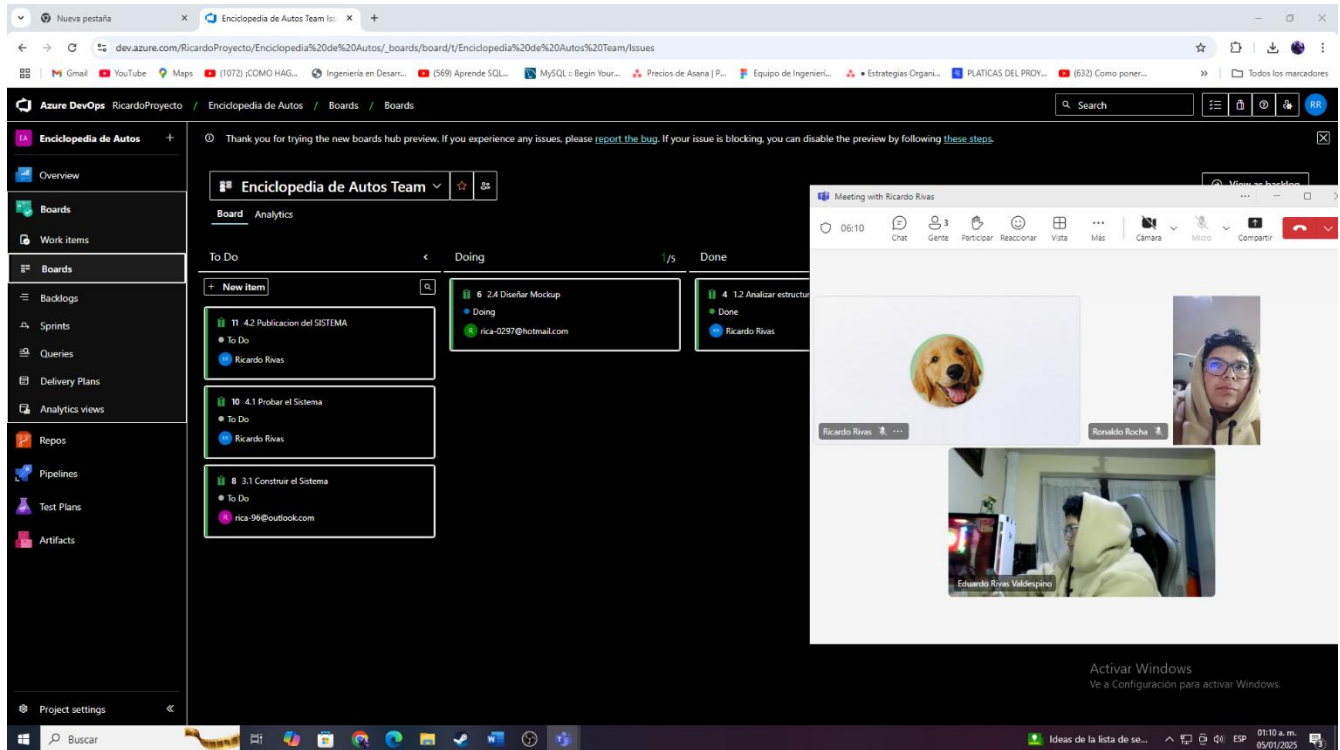 Nueva pestaña
Enciclopedia de Autos Team Iss
dev.azure.com/RicardoProyecto/Enciclopedia%20de%20Autos/_boards/board/t/Enciclopedia%20de%20Autos%20Team/Issues
Gmail YouTube Maps (1072) ¡COMO HAG... Ingeniería en Desarr... (569) Aprende SQL... MySQL :: Begin Your... Precios de Asana | P... Equipo de Ingenierí... • Estrategias Organi... PLATICAS DEL PROY... (632) Como poner... » Todos los marcadores
Azure DevOps RicardoProyecto / Enciclopedia de Autos / Boards / Boards
Search
RR
EA Enciclopedia de Autos +
Thank you for trying the new boards hub preview. If you experience any issues, please report the bug. If your issue is blocking, you can disable the preview by following these steps.
Overview
Boards
Work items
Boards
Backlogs
Sprints
Queries
Delivery Plans
Analytics views
Repos
Pipelines
Test Plans
Artifacts
Project settings
Enciclopedia de Autos Team
View as backlog
Board Analytics
To Do
+ New item
11 4.2 Publicacion del SISTEMA
To Do
Ricardo Rivas
10 4.1 Probar el Sistema
To Do
Ricardo Rivas
8 3.1 Construir el Sistema
To Do
R rica-96@outlook.com
Doing 1/5
6 2.4 Diseñar Mockup
Doing
R rica-0297@hotmail.com
Done
4 1.2 Analizar estructur
Done
Ricardo Rivas
Meeting with Ricardo Rivas
06:10
Chat
3
Gente
Participar
Reaccionar
Vista
Más
Cámara
Micro
Compartir
Ricardo Rivas
Ronaldo Rocha
Eduardo Rivas Valdespino
Activar Windows
Ve a Configuración para activar Windows.
Buscar
Ideas de la lista de se...
ESP
01:10 a. m.
05/01/2025